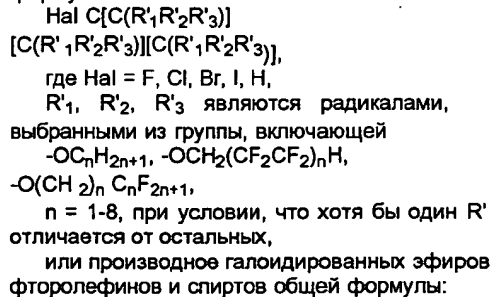 Hal C[C(R'₁R'₂R'₃)]
[C(R' ₁R'₂R'₃)][C(R'₁R'₂R'₃)],
где Hal = F, Cl, Br, I, H,
R'₁, R'₂, R'₃ являются радикалами,
выбранными из группы, включающей
-OCₙH₂ₙ₊₁, -OCH₂(CF₂CF₂)ₙH,
-O(CH ₂)ₙ CₙF₂ₙ₊₁,
n = 1-8, при условии, что хотя бы один R'
отличается от остальных,
или производное галоидированных эфиров
фторолефинов и спиртов общей формулы: